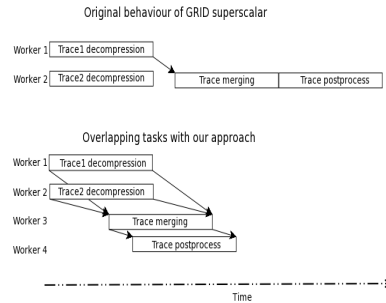 Original behaviour of GRID superscalar
Worker 1 Trace1 decompression
Worker 2 Trace2 decompression
Trace merging Trace postprocess
Overlapping tasks with our approach
Worker 1 Trace1 decompression
Worker 2 Trace2 decompression
Worker 3 Trace merging
Worker 4 Trace postprocess
Time